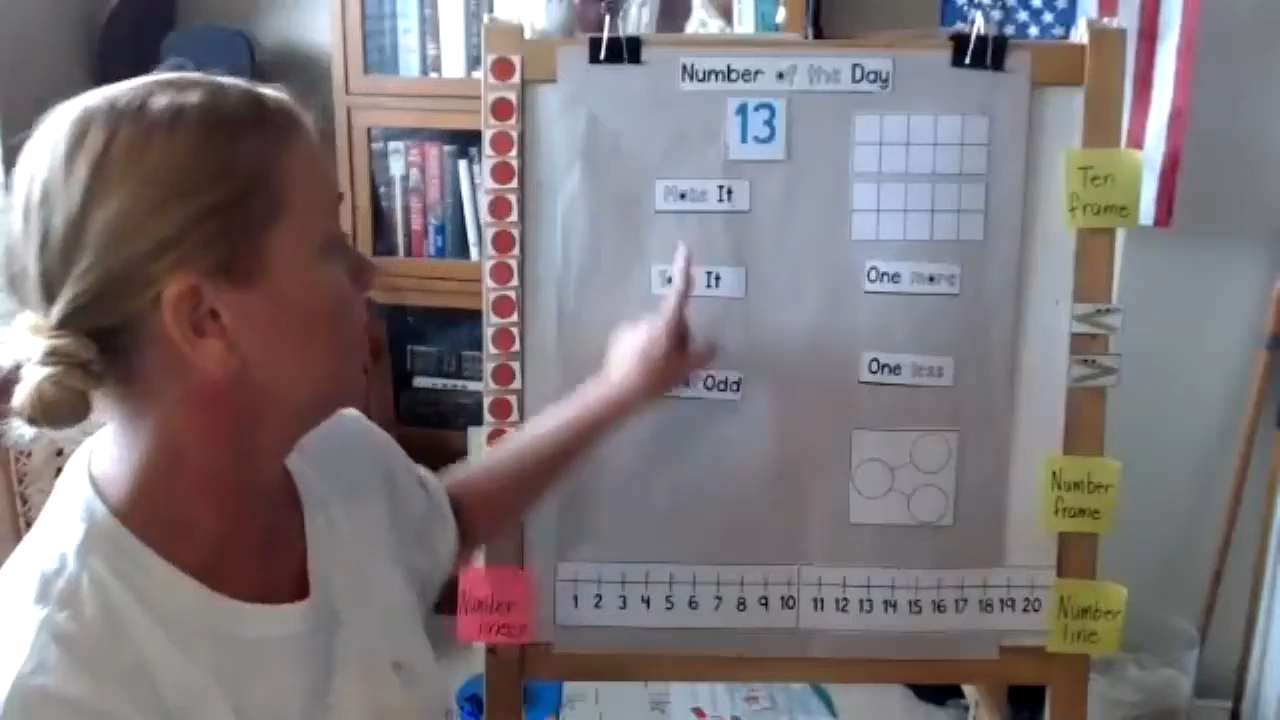 Number of the Day
13
Make It
It
Odd
One more
One less
Ten
frame
Number
frame
Number
line
Number
1 2 3 4 5 6 7 8 9 10 11 12 13 14 15 16 17 18 19 20